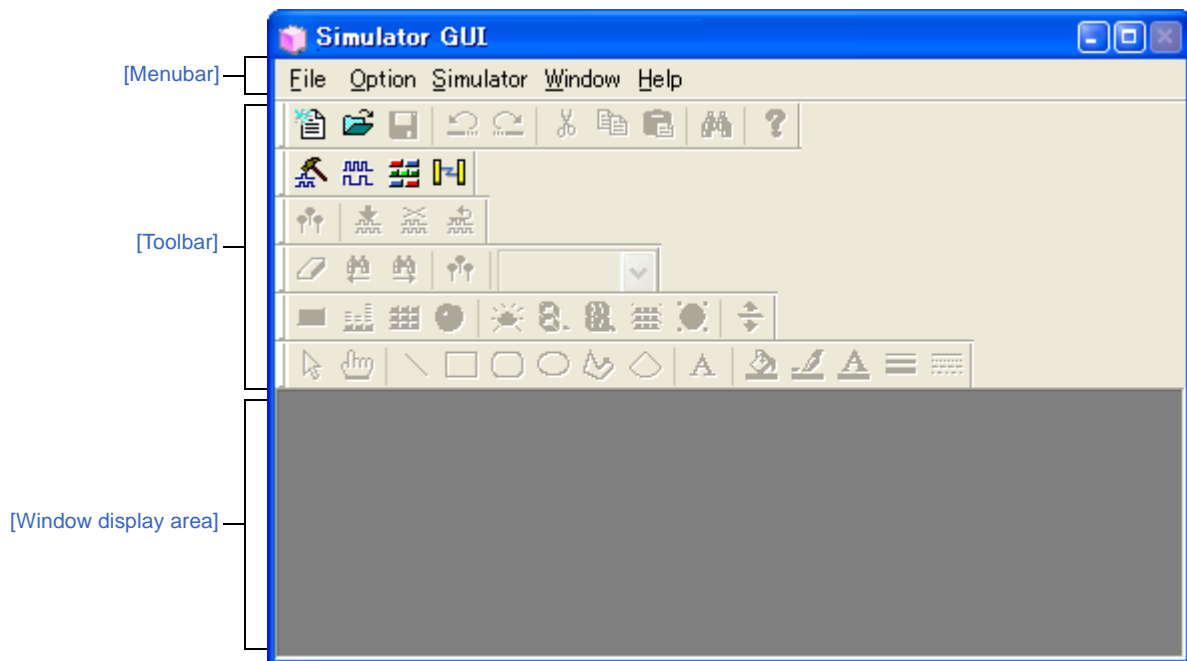 Simulator GUI
[Menubar]
File Option Simulator Window Help
[Toolbar]
[Window display area]